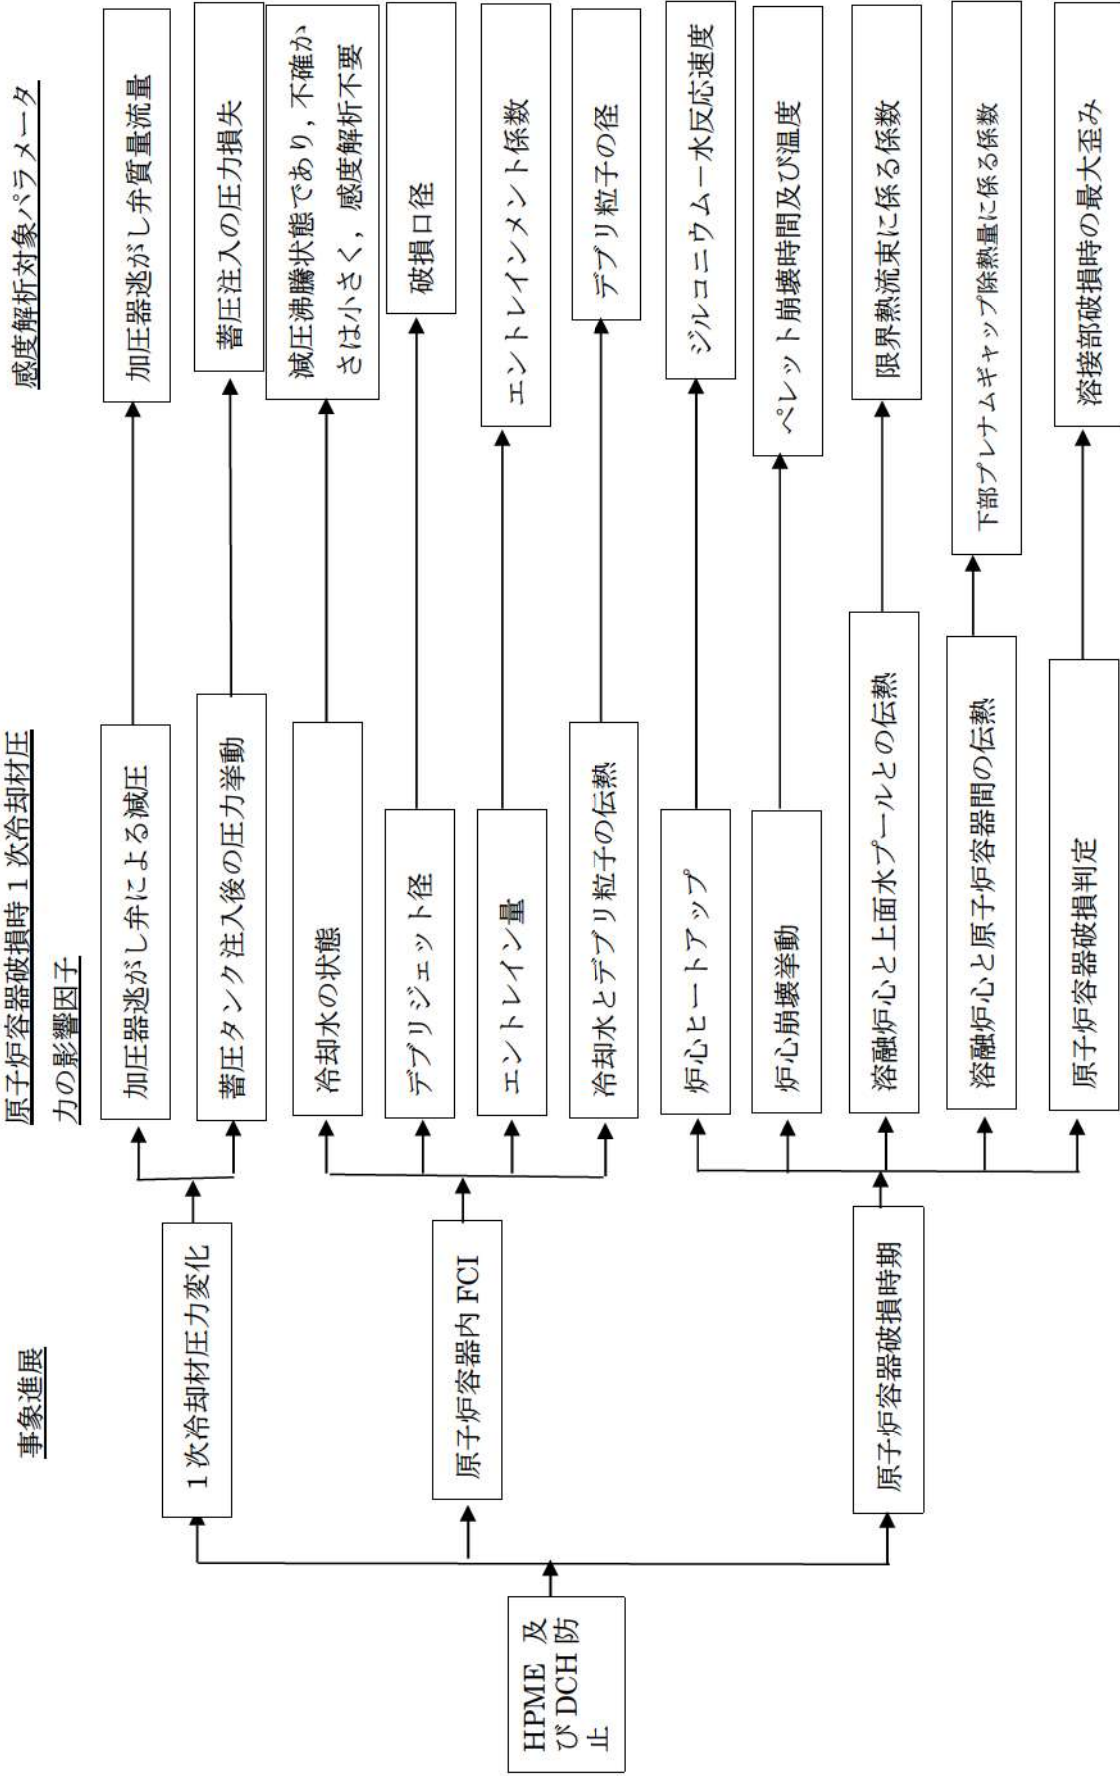 事象進展
原子炉容器破損時1次冷却材圧
力の影響因子
感度解析対象パラメータ
HPME 及
びDCH防
止
1次冷却材圧力変化
原子炉容器内FCI
原子炉容器破損時期
加圧器逃がし弁による減圧
蓄圧タンク注入後の圧力挙動
冷却水の状態
デブリジェット径
エントレイン量
冷却水とデブリ粒子の伝熱
炉心ヒートアップ
炉心崩壊挙動
溶融炉心と上面水プールとの伝熱
溶融炉心と原子炉容器間の伝熱
原子炉容器破損判定
加圧器逃がし弁質量流量
蓄圧注入の圧力損失
減圧沸騰状態であり,不確か
さは小さく,感度解析不要
破損口径
エントレインメント係数
デブリ粒子の径
ジルコニウム-水反応速度
ペレット崩壊時間及び温度
限界熱流束に係る係数
下部プレナムギャップ除熱量に係る係数
溶接部破損時の最大歪み